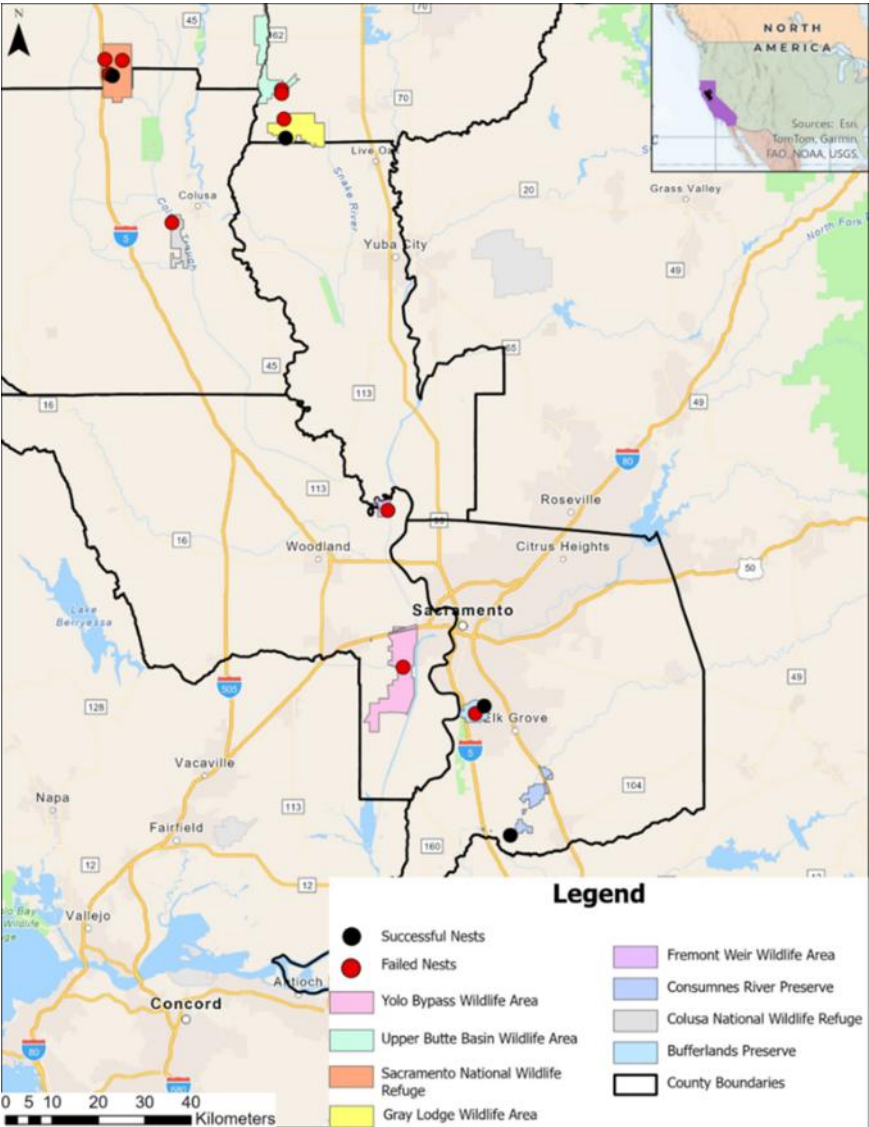 N
45
162
70
NORTH
AMERICA
Sources: Esri,
TomTom, Garmin,
FAO, NOAA, USGS,
70
Live Oa
Snake River
Colusa
20
Grass Valley
North Fork
5
Yuba City
49
45
65
16
113
49
80
113
Roseville
16
Woodland
Citrus Heights
50
Lake
Berryessa
Sacramento
505
49
128
Elk Grove
5
Vacaville
104
Napa
113
Fairfield
160
12
12
12
Vallejo
Antioch
Concord
80
680
Legend
Successful Nests
Failed Nests
Yolo Bypass Wildlife Area
Upper Butte Basin Wildlife Area
Sacramento National Wildlife
Refuge
Gray Lodge Wildlife Area
Fremont Weir Wildlife Area
Consumnes River Preserve
Colusa National Wildlife Refuge
Bufferlands Preserve
County Boundaries
0 5 10 20 30 40
Kilometers